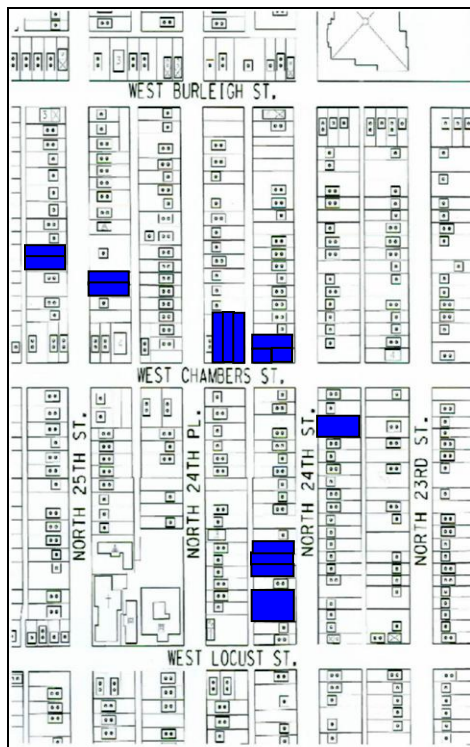 WEST BURLEIGH ST.
WEST CHAMBERS ST.
NORTH 25TH ST.
NORTH 24TH PL.
NORTH 24TH ST.
NORTH 23RD ST.
WEST LOCUST ST.